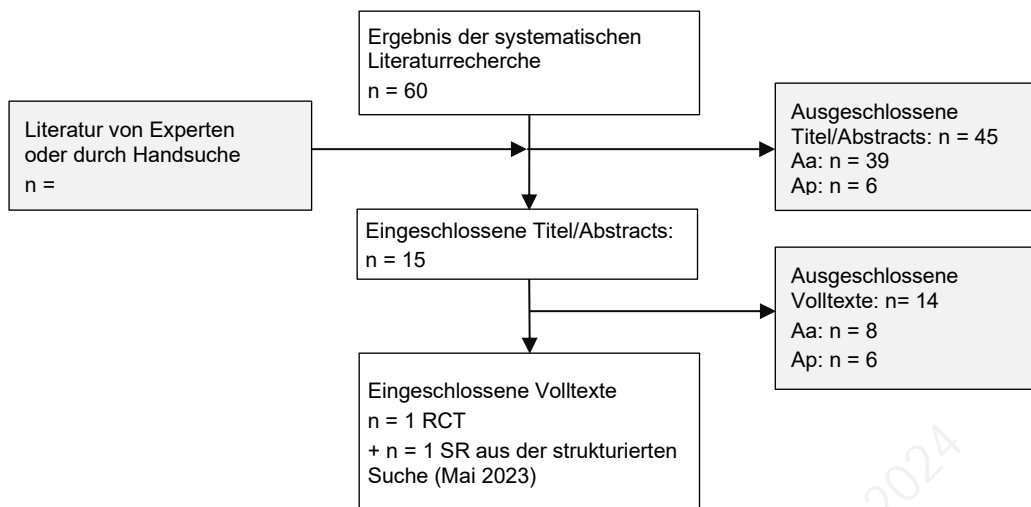 Ergebnis der systematischen
Literaturrecherche
n = 60
Literatur von Experten
oder durch Handsuche
n =
Ausgeschlossene
Titel/Abstracts: n = 45
Aa: n = 39
Ap: n = 6
Eingeschlossene Titel/Abstracts:
n = 15
Ausgeschlossene
Volltexte: n= 14
Aa: n = 8
Ap: n = 6
Eingeschlossene Volltexte
n = 1 RCT
+ n = 1 SR aus der strukturierten
Suche (Mai 2023)
2024